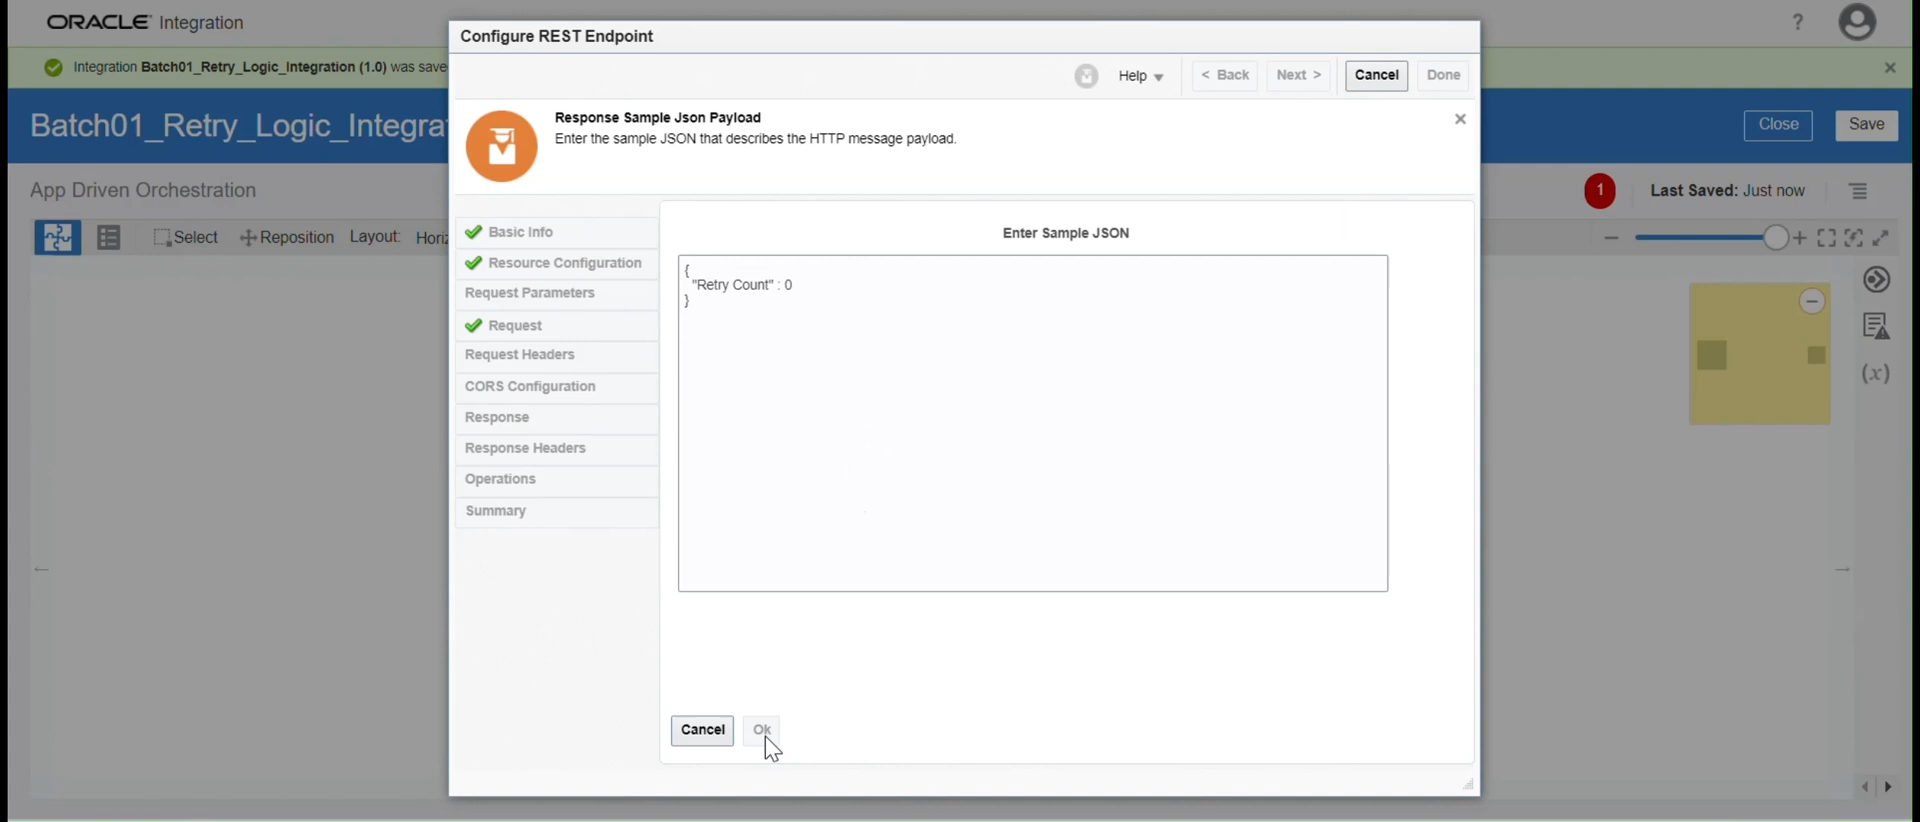 ORACLE Integration
?
Integration Batch01_Retry_Logic_Integration (1.0) was save
Batch01_Retry_Logic_Integra
Close
Save
App Driven Orchestration
1
Last Saved: Just now
Select
Reposition
Layout:
Horiz
(x)
Configure REST Endpoint
Help
< Back
Next >
Cancel
Done
Response Sample Json Payload
Enter the sample JSON that describes the HTTP message payload.
Basic Info
Resource Configuration
Request Parameters
Request
Request Headers
CORS Configuration
Response
Response Headers
Operations
Summary
Enter Sample JSON
{
"Retry Count" : 0
}
Cancel
Ok